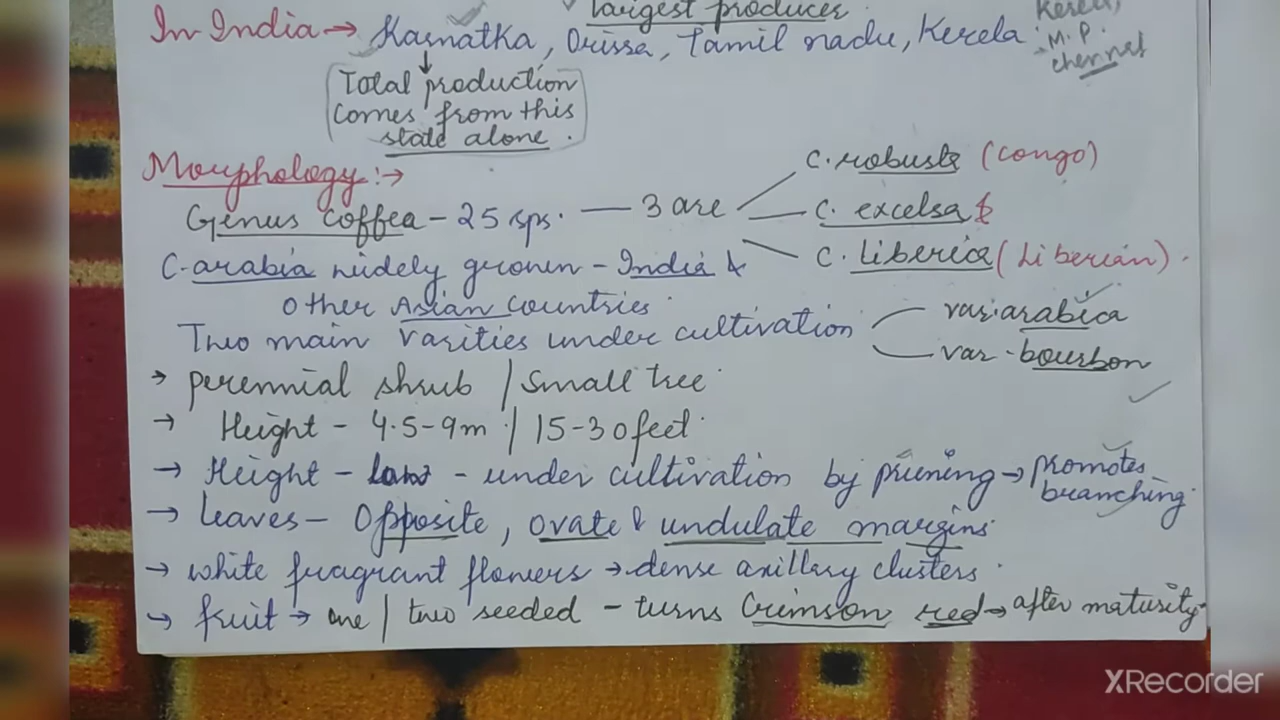 largest producer
In India → Karnatka, Orissa, Tamil nadu, Kerela
Kerela,
M.P.
chennai
Total production
Comes from this
state alone.
Morphology:→
Genus coffea - 25 sps. — 3 are
C. robusta (congo)
C. excelsa &
C. Liberia (Liberian).
C. arabia widely grown - India &
other Asian countries.
Two main varities under cultivation
var. arabica
var. bourbon
→ perennial shrub / Small tree
→ Height - 4.5-9m / 15-30 feet.
→ Height - low - under cultivation by pruning → promotes
branching.
→ leaves - opposite, ovate & undulate margins
→ white fragrant flowers → dense axillary clusters.
→ fruit → one / two seeded - turns Crimson red → after maturity
XRecorder